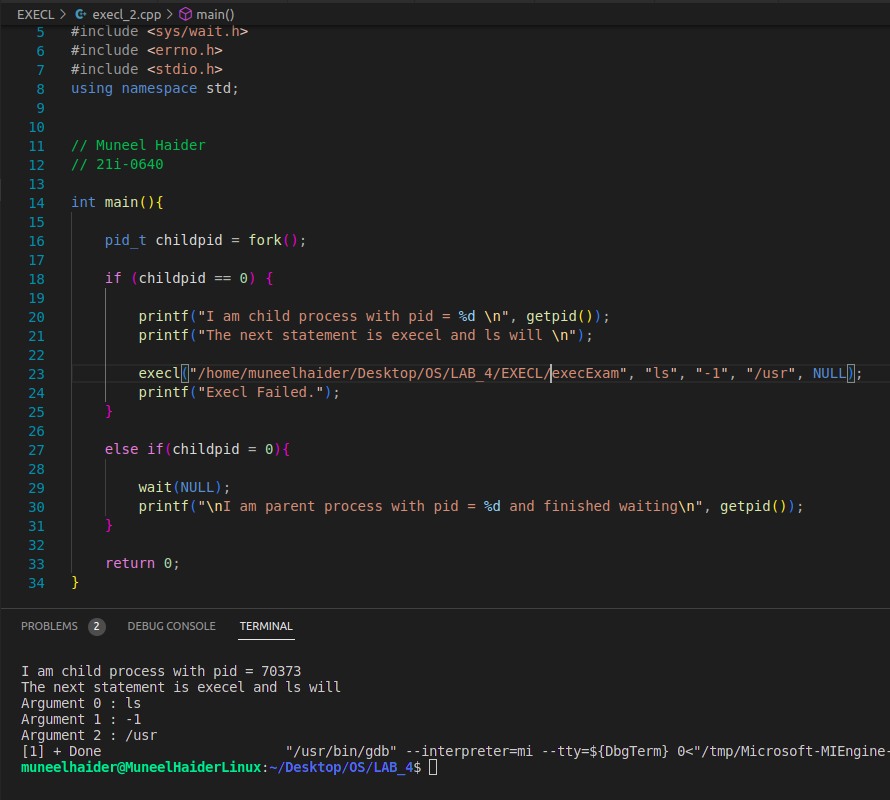 EXECL > execl_2.cpp > main()
5 #include <sys/wait.h>
6 #include <errno.h>
7 #include <stdio.h>
8 using namespace std;
9
10
11 // Muneel Haider
12 // 21i-0640
13
14 int main(){
15
16 pid_t childpid = fork();
17
18 if (childpid == 0) {
19
20 printf("I am child process with pid = %d \n", getpid());
21 printf("The next statement is execel and ls will \n");
22
23 execl("/home/muneelhaider/Desktop/OS/LAB_4/EXECL/execExam", "ls", "-1", "/usr", NULL);
24 printf("Execl Failed.");
25 }
26
27 else if(childpid = 0){
28
29 wait(NULL);
30 printf("\nI am parent process with pid = %d and finished waiting\n", getpid());
31 }
32
33 return 0;
34 }
PROBLEMS 2 DEBUG CONSOLE TERMINAL
I am child process with pid = 70373
The next statement is execel and ls will
Argument 0 : ls
Argument 1 : -1
Argument 2 : /usr
[1] + Done "/usr/bin/gdb" --interpreter=mi --tty=${DbgTerm} 0<"/tmp/Microsoft-MIEngine-
muneelhaider@MuneelHaiderLinux:~/Desktop/OS/LAB_4$